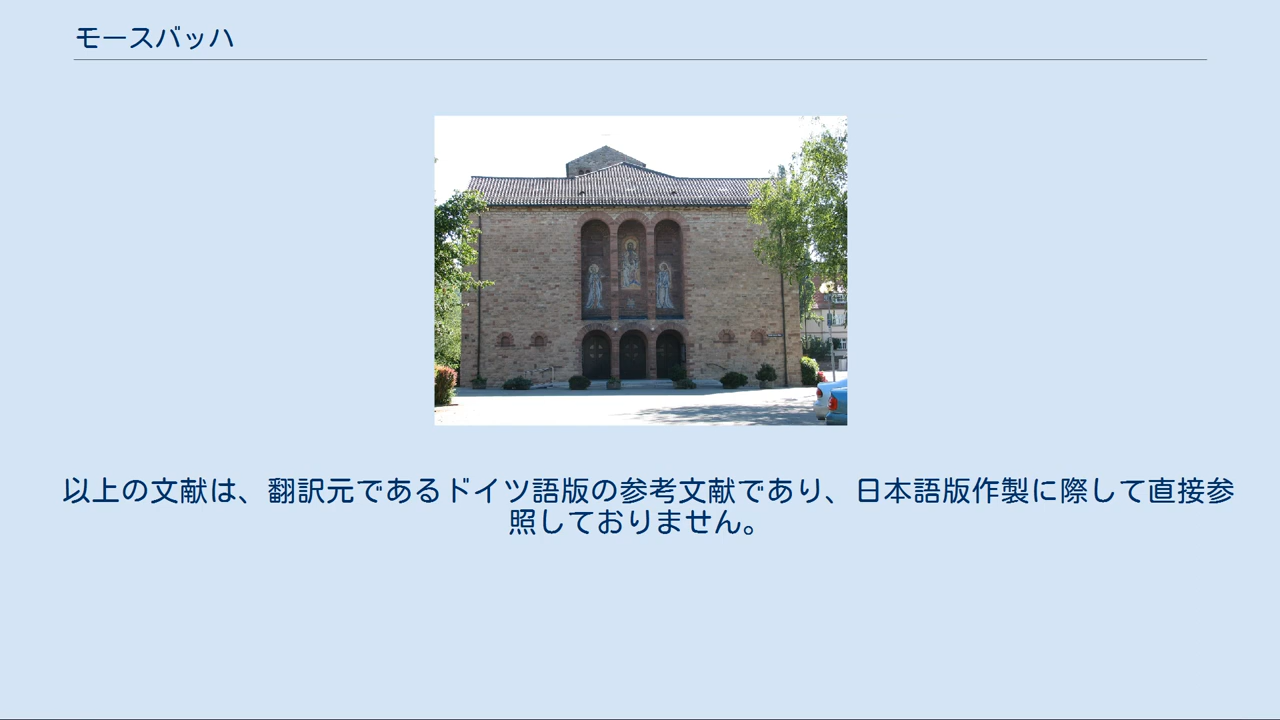 モースバッハ
以上の文献は、翻訳元であるドイツ語版の参考文献であり、日本語版作製に際して直接参
照しておりません。